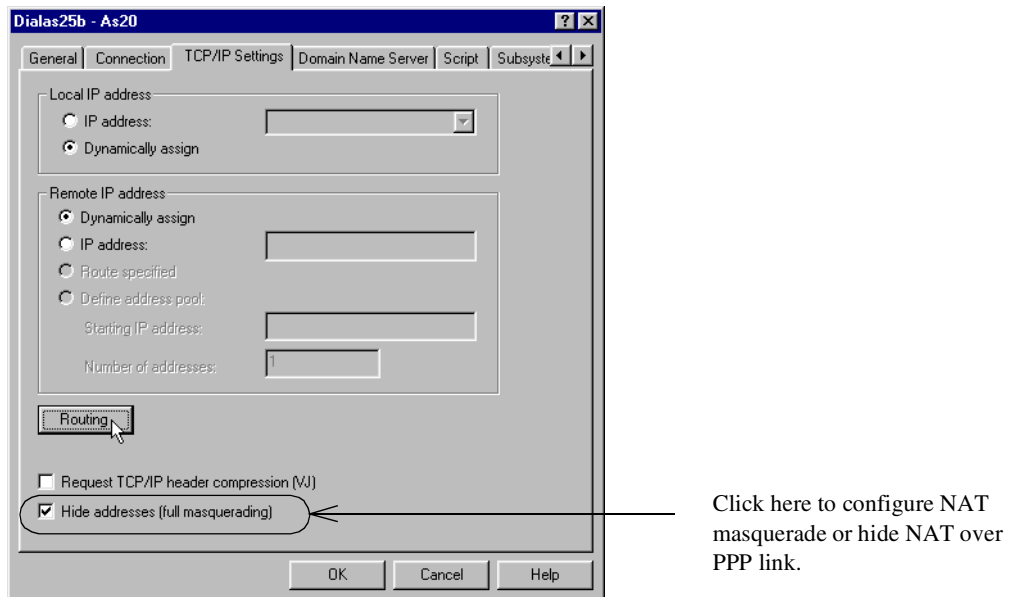 Dialas25b - As20
General Connection TCP/IP Settings Domain Name Server Script Subsyste
Local IP address
IP address:
Dynamically assign
Remote IP address
Dynamically assign
IP address:
Route specified
Define address pool:
Starting IP address:
Number of addresses: 1
Routing...
Request TCP/IP header compression (VJ)
Hide addresses (full masquerading)
Click here to configure NAT
masquerade or hide NAT over
PPP link.
OK Cancel Help